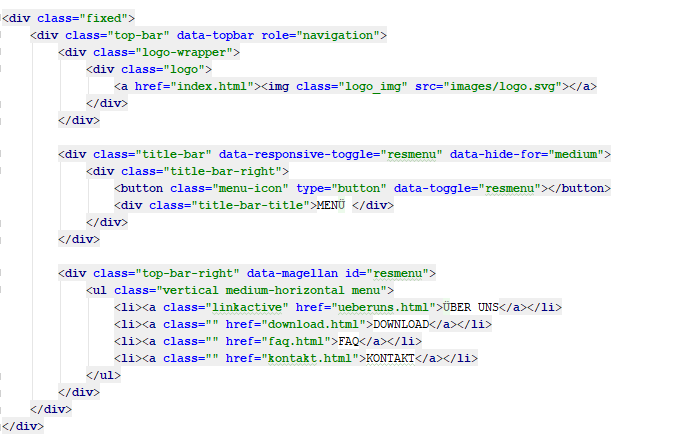 <div class="fixed">
<div class="top-bar" data-topbar role="navigation">
<div class="logo-wrapper">
<div class="logo">
<a href="index.html"><img class="logo_img" src="images/logo.svg"></a>
</div>
</div>
<div class="title-bar" data-responsive-toggle="resmenu" data-hide-for="medium">
<div class="title-bar-right">
<button class="menu-icon" type="button" data-toggle="resmenu"></button>
<div class="title-bar-title">MENÜ </div>
</div>
</div>
<div class="top-bar-right" data-magellan id="resmenu">
<ul class="vertical medium-horizontal menu">
<li><a class="linkactive" href="ueberuns.html">ÜBER UNS</a></li>
<li><a class="" href="download.html">DOWNLOAD</a></li>
<li><a class="" href="faq.html">FAQ</a></li>
<li><a class="" href="kontakt.html">KONTAKT</a></li>
</ul>
</div>
</div>
</div>